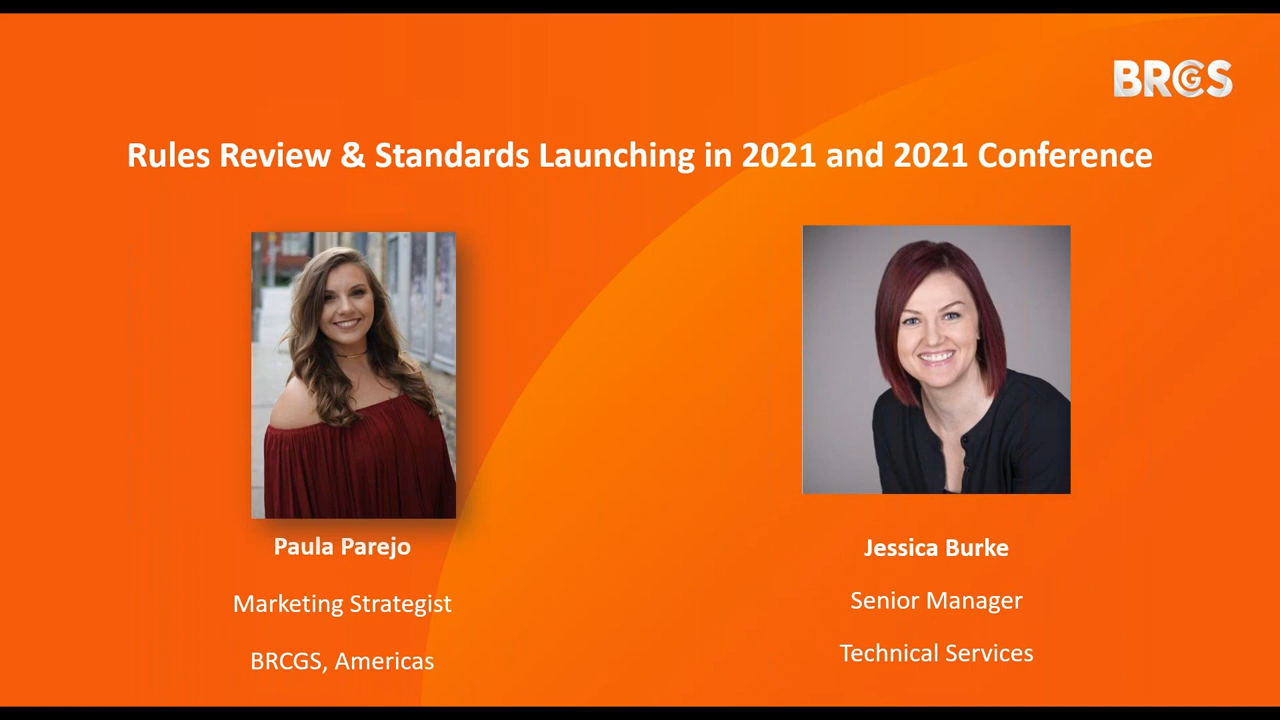 BRCGS
Rules Review & Standards Launching in 2021 and 2021 Conference
Paula Parejo
Marketing Strategist
BRCGS, Americas
Jessica Burke
Senior Manager
Technical Services